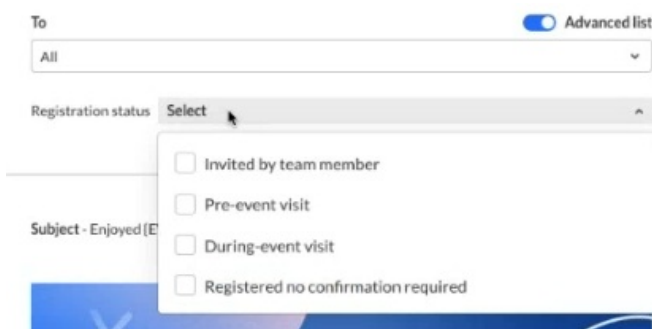 To
Advanced list
All
Registration status Select
Invited by team member
Pre-event visit
Subject - Enjoyed [E
During-event visit
Registered no confirmation required